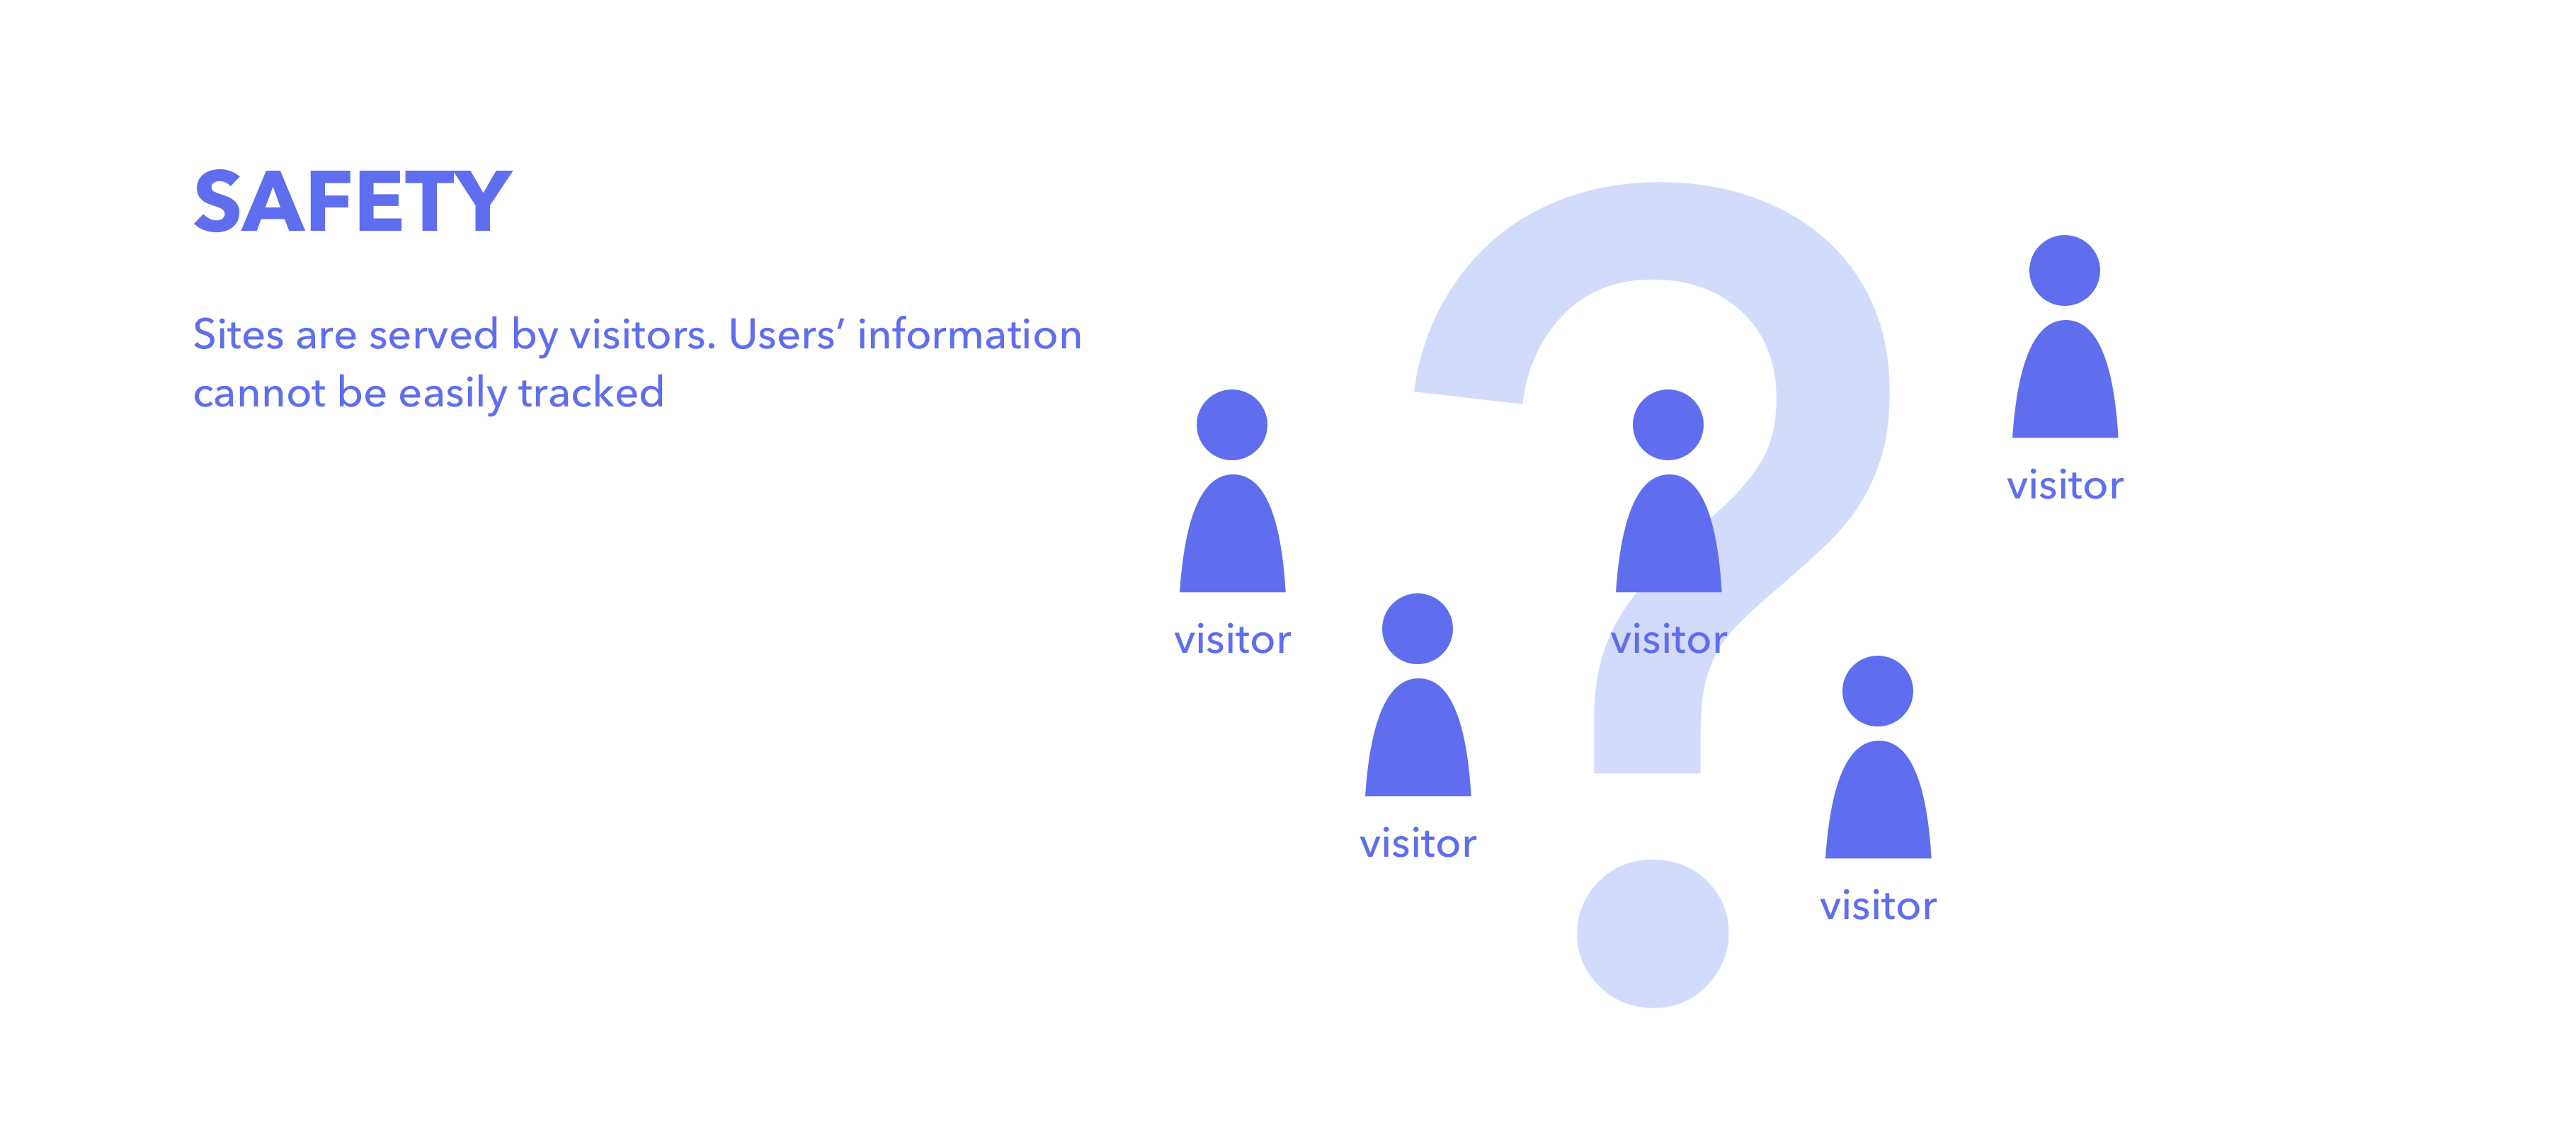 SAFETY
Sites are served by visitors. Users’ information
cannot be easily tracked
visitor
visitor
visitor
visitor
visitor